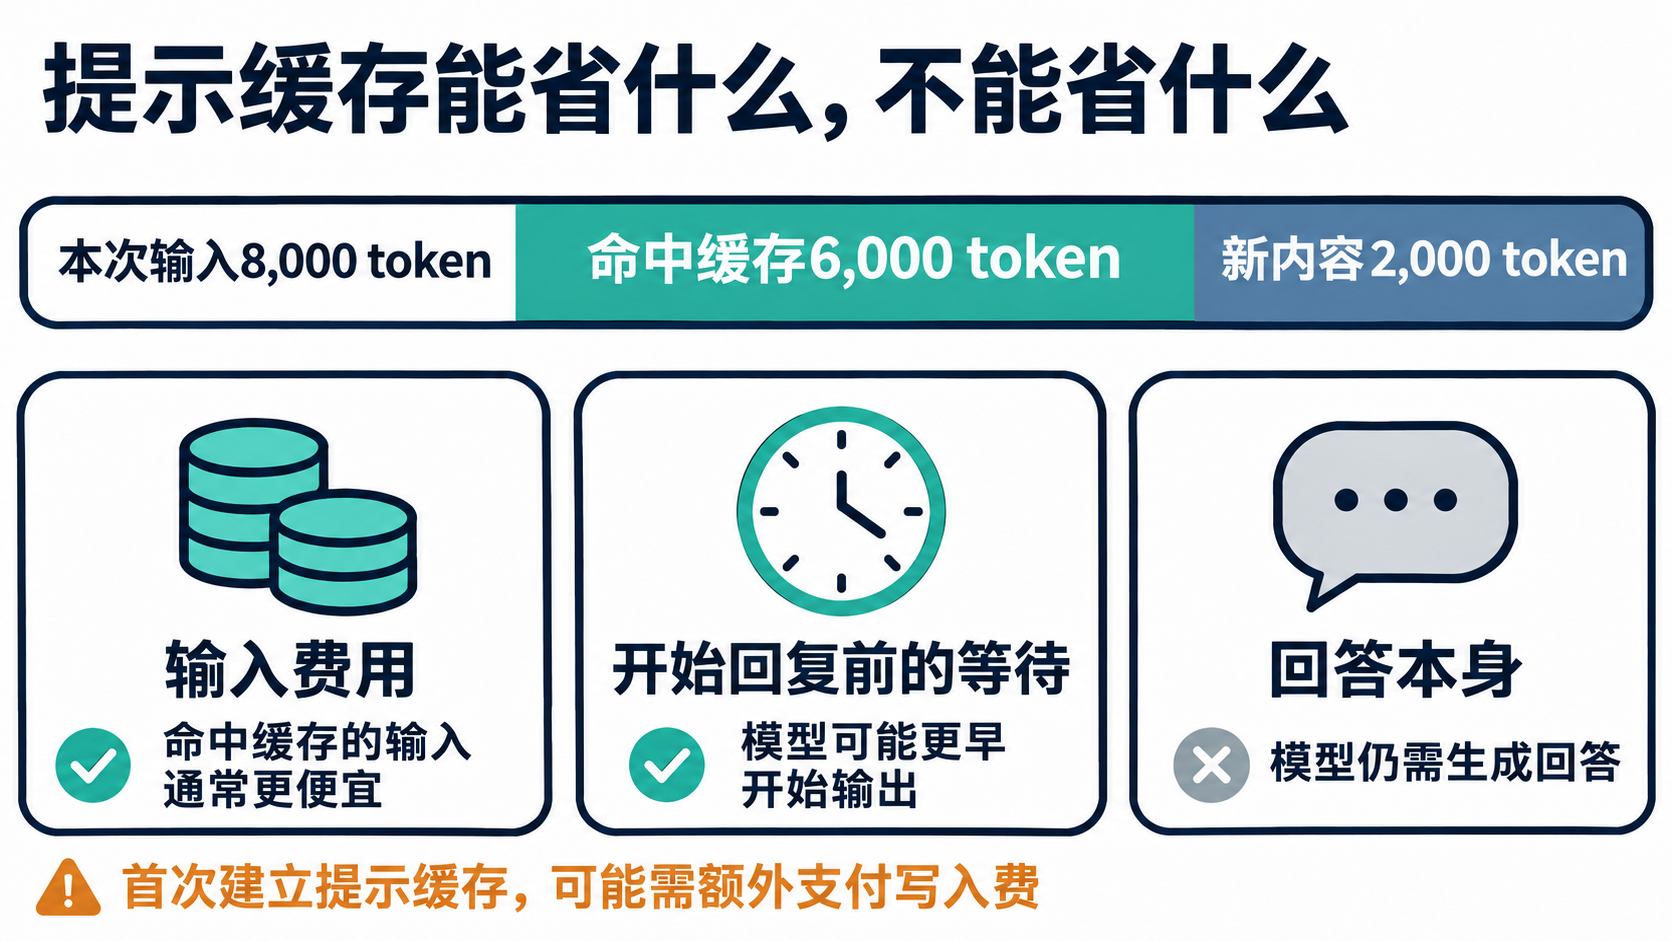 提示缓存能省什么，不能省什么
本次输入8,000 token
命中缓存6,000 token
新内容2,000 token
输入费用
命中缓存的输入
通常更便宜
开始回复前的等待
模型可能更早
开始输出
回答本身
模型仍需生成回答
首次建立提示缓存，可能需额外支付写入费